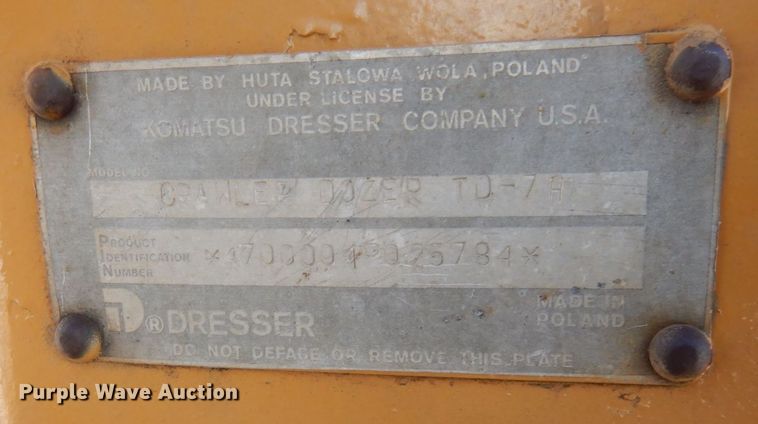 MADE BY HUTA STALOWA WOLA, POLAND
UNDER LICENSE BY
KOMATSU DRESSER COMPANY U.S.A.
MODEL NO
CRAWLER DOZER TD-7H
PRODUCT
IDENTIFICATION
NUMBER
® DRESSER
MADE IN
POLAND
DO NOT DEFACE OR REMOVE THIS PLATE
Purple Wave Auction®